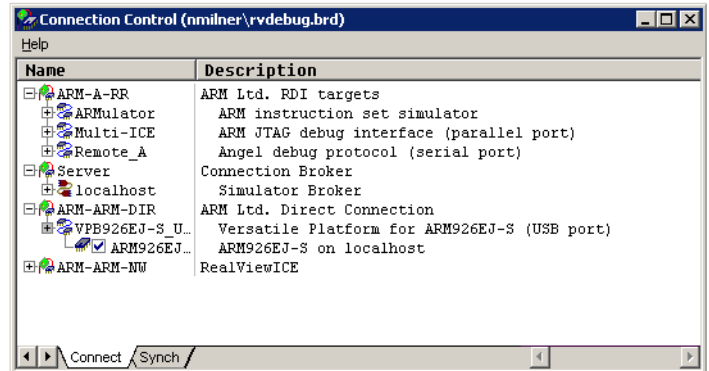 Connection Control (nmilner\rvdebug.brd)
Help
Name Description
ARM-A-RR ARM Ltd. RDI targets
ARMulator ARM instruction set simulator
Multi-ICE ARM JTAG debug interface (parallel port)
Remote_A Angel debug protocol (serial port)
Server Connection Broker
localhost Simulator Broker
ARM-ARM-DIR ARM Ltd. Direct Connection
VPB926EJ-S_U... Versatile Platform for ARM926EJ-S (USB port)
ARM926EJ... ARM926EJ-S on localhost
ARM-ARM-NW RealViewICE
Connect Synch